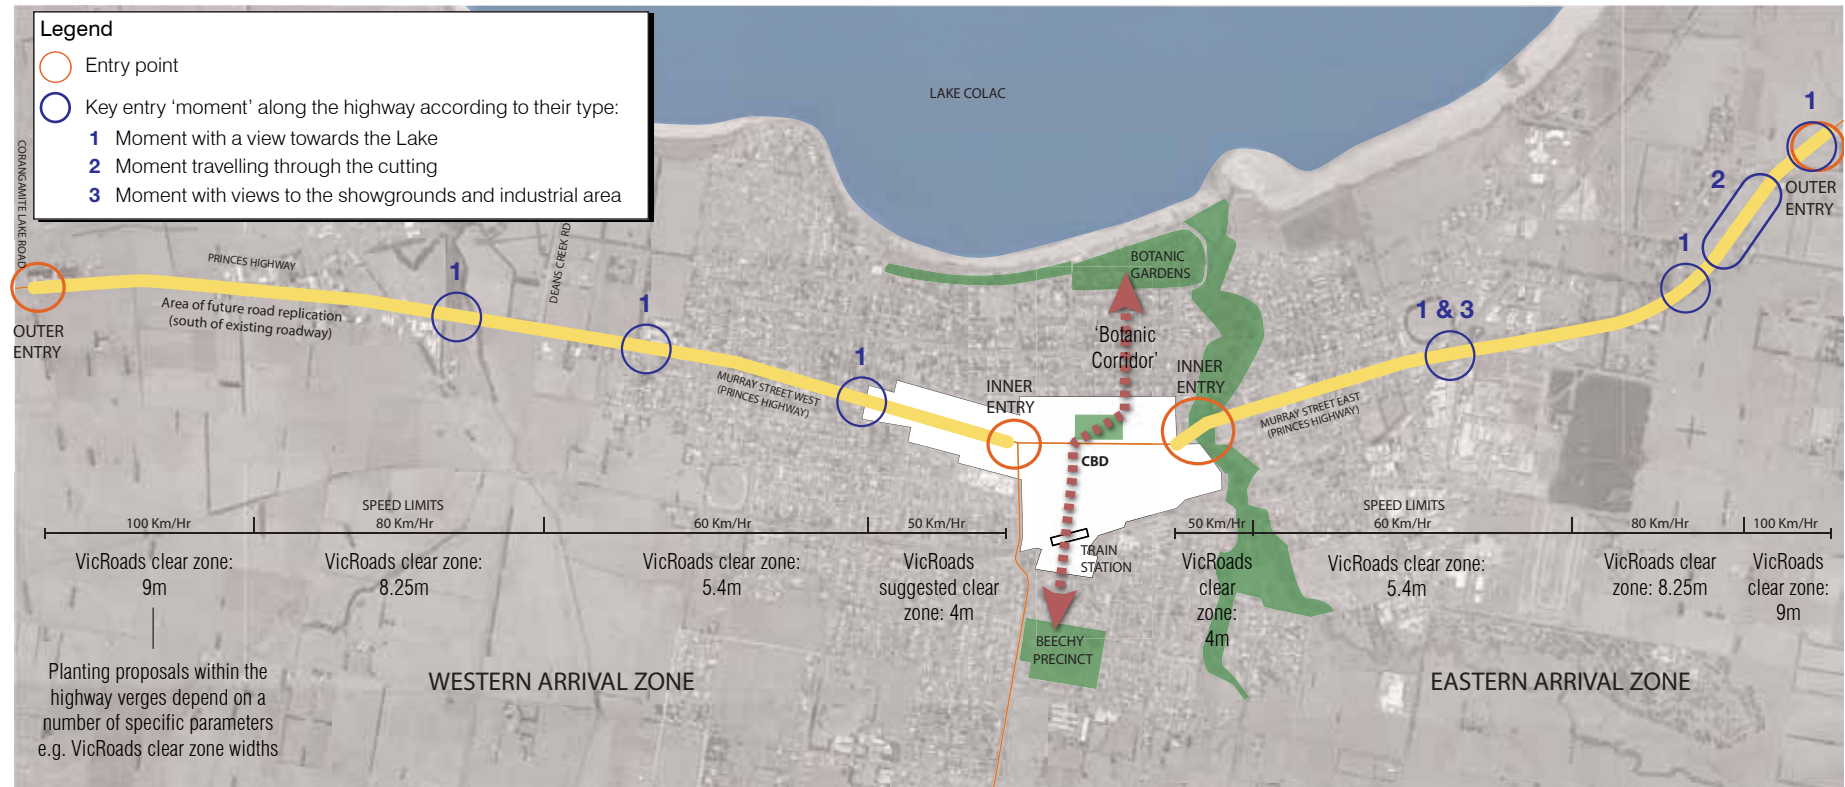 Legend
Entry point
Key entry ‘moment’ along the highway according to their type:
1 Moment with a view towards the Lake
2 Moment travelling through the cutting
3 Moment with views to the showgrounds and industrial area
LAKE COLAC
CORANGAMITE LAKE ROAD
PRINCES HIGHWAY
DEANS CREEK RD
Area of future road replication
(south of existing roadway)
OUTER
ENTRY
1
1
1
MURRAY STREET WEST
(PRINCES HIGHWAY)
INNER
ENTRY
BOTANIC
GARDENS
‘Botanic
Corridor’
INNER
ENTRY
CBD
MURRAY STREET EAST
(PRINCES HIGHWAY)
1 & 3
1
2
1
OUTER
ENTRY
SPEED LIMITS
100 Km/Hr
80 Km/Hr
60 Km/Hr
50 Km/Hr
SPEED LIMITS
50 Km/Hr
60 Km/Hr
80 Km/Hr
100 Km/Hr
VicRoads clear zone:
9m
VicRoads clear zone:
8.25m
VicRoads clear zone:
5.4m
VicRoads
suggested clear
zone: 4m
TRAIN
STATION
VicRoads
clear
zone:
4m
VicRoads clear zone:
5.4m
VicRoads clear
zone: 8.25m
VicRoads
clear zone:
9m
BEECHY
PRECINCT
Planting proposals within the
highway verges depend on a
number of specific parameters
e.g. VicRoads clear zone widths
WESTERN ARRIVAL ZONE
EASTERN ARRIVAL ZONE